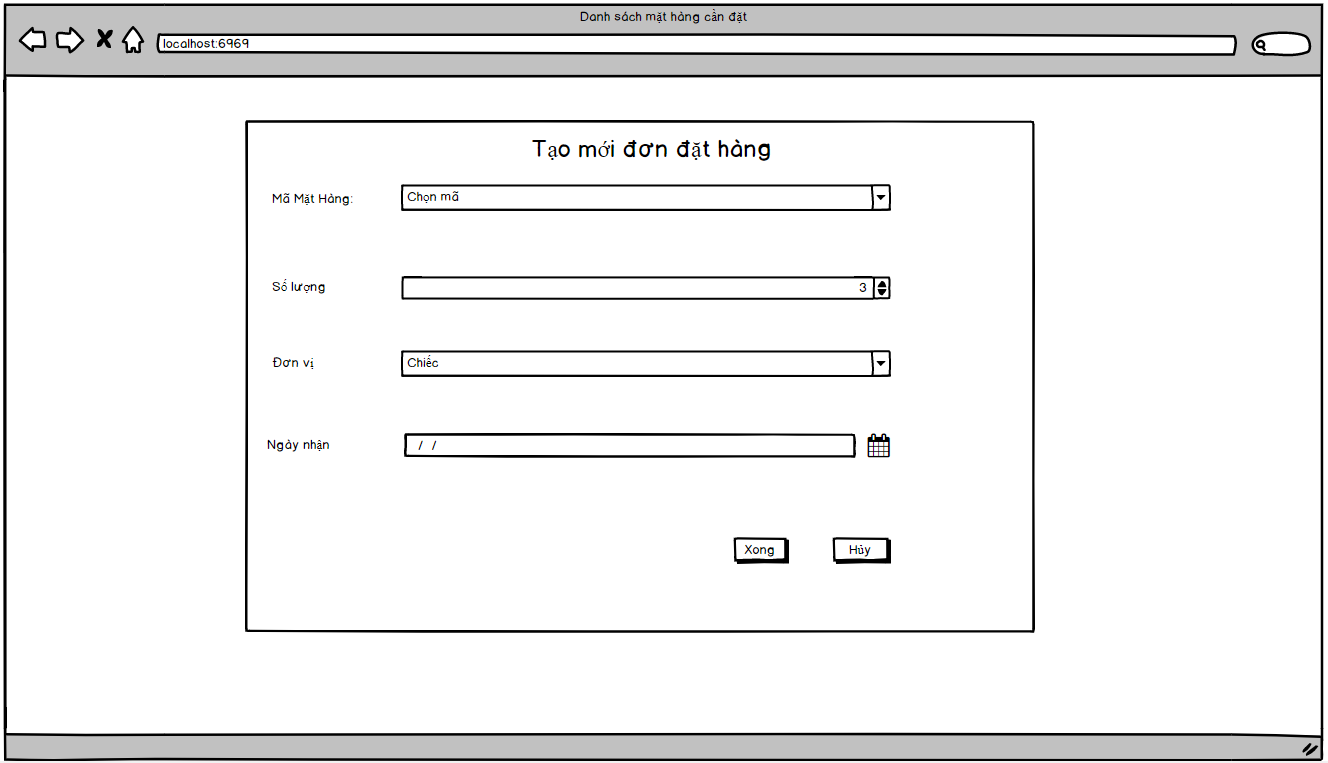 Danh sách mặt hàng cần đặt
localhost:6969
Tạo mới đơn đặt hàng
Mã Mặt Hàng:
Chọn mã
Số lượng
3
Đơn vị
Chiếc
Ngày nhận
/ /
Xong
Hủy